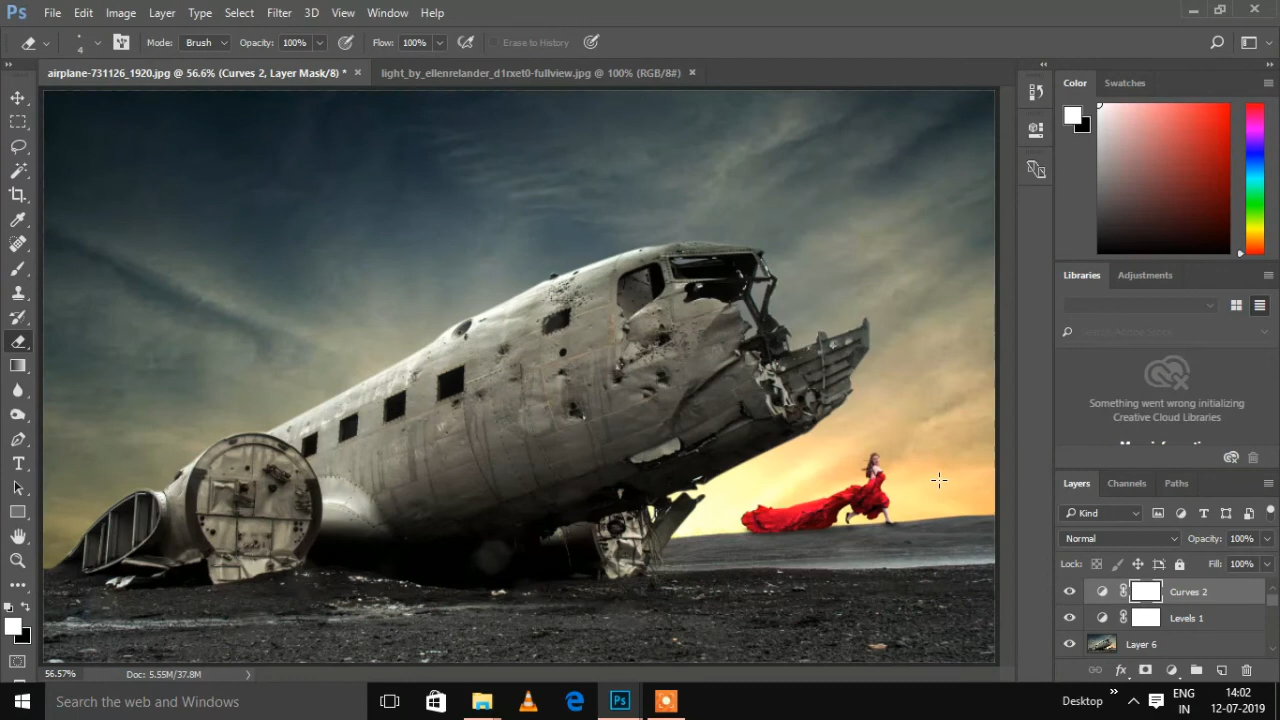 Ps File Edit Image Layer Type Select Filter 3D View Window Help
4 Mode: Brush Opacity: 100% Flow: 100% Erase to History
airplane-731126_1920.jpg @ 56.6% (Curves 2, Layer Mask/8) * × light_by_ellenrelander_d1rxet0-fullview.jpg @ 100% (RGB/8#) ×
Color Swatches
Libraries Adjustments
Something went wrong initializing
Creative Cloud Libraries
Layers Channels Paths
Kind
Normal Opacity: 100%
Lock: Fill: 100%
Curves 2
Levels 1
Layer 6
fx
56.57% Doc: 5.55M/37.8M
Search the web and Windows
Ps
Desktop
ENG
IN
14:02
12-07-2019